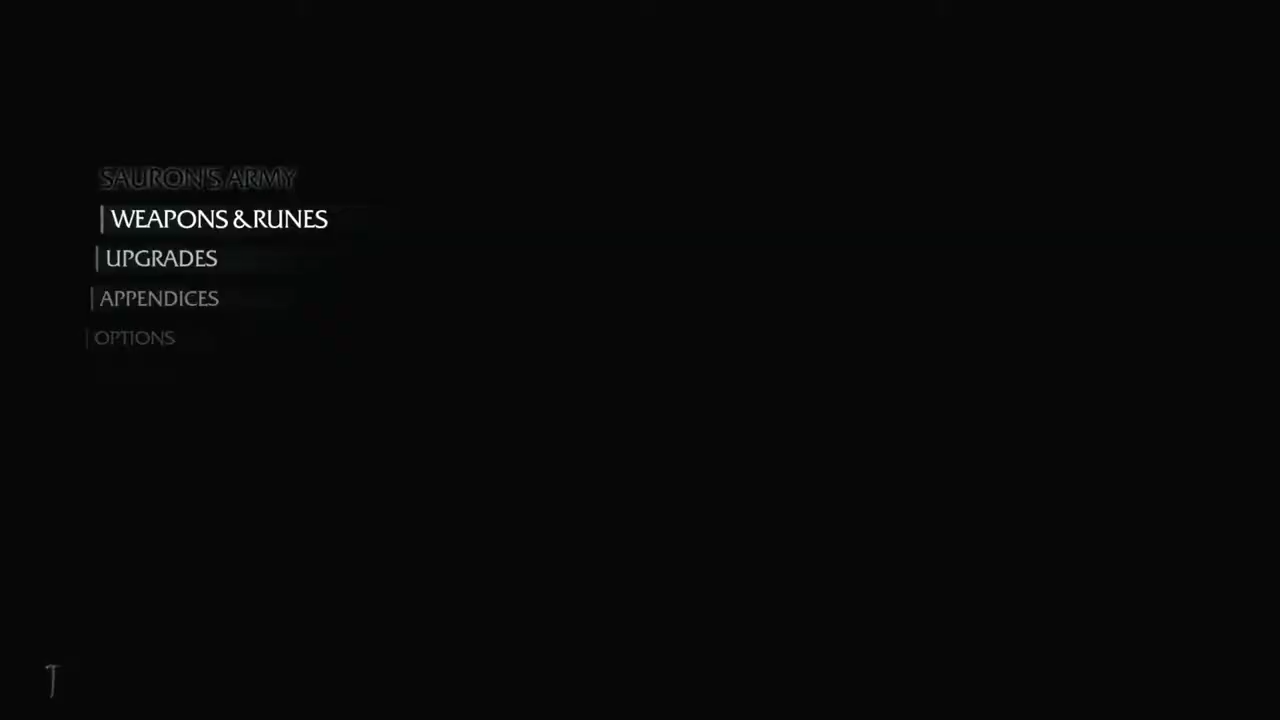 SAURON'S ARMY
WEAPONS & RUNES
UPGRADES
APPENDICES
OPTIONS